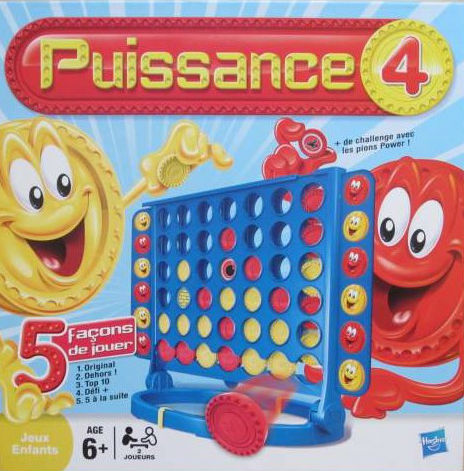 Puissance 4
+ de challenge avec
les pions Power !
5 façons
de jouer
1. Original
2. Dehors !
3. Top 10
4. Défi +
5. 5 à la suite
Jeux
Enfants
AGE
6+
2
JOUEURS
Hasbro